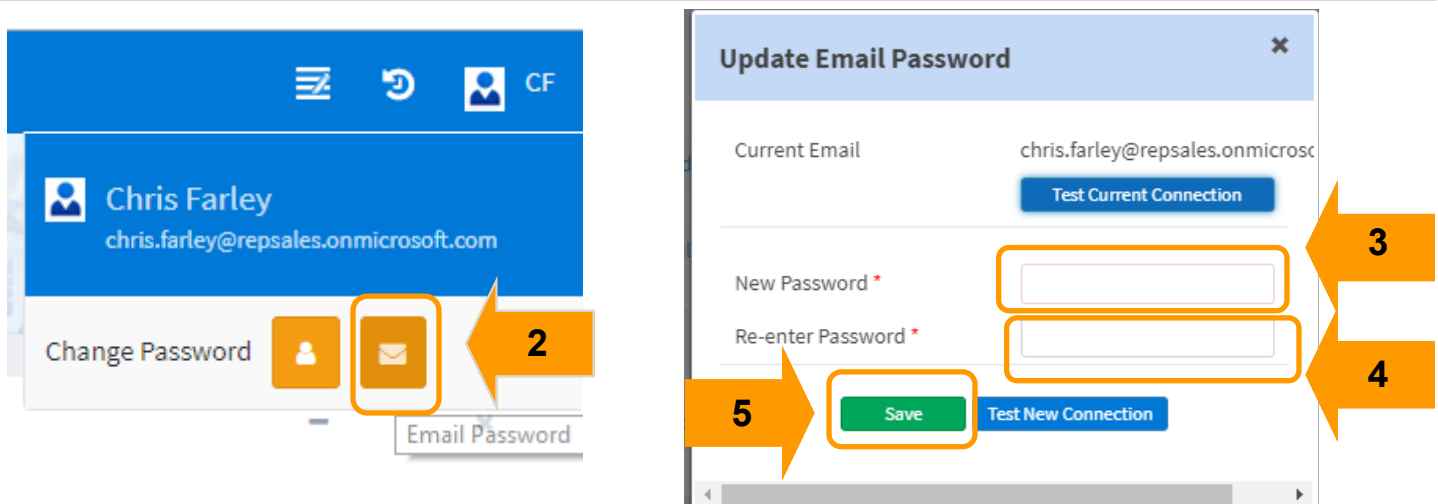 CF
Chris Farley
chris.farley@repsales.onmicrosoft.com
Change Password
2
Email Password
Update Email Password
Current Email chris.farley@repsales.onmicrosc
Test Current Connection
3
New Password *
Re-enter Password *
4
5
Save Test New Connection